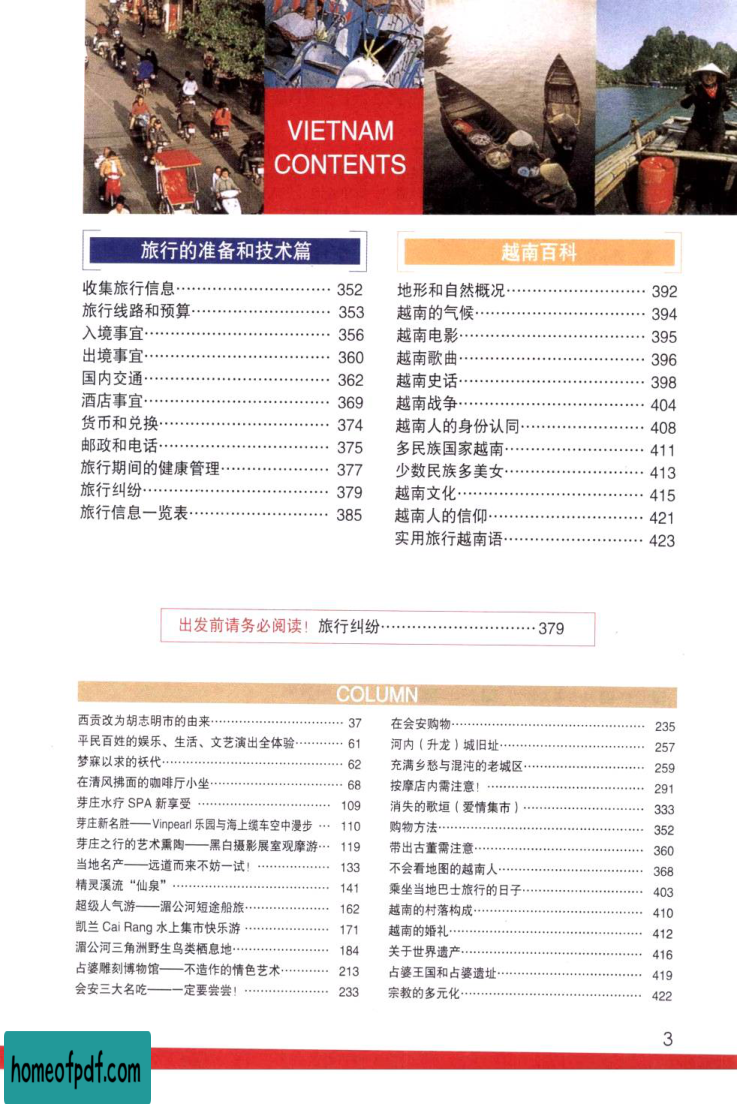 VIETNAM
CONTENTS
旅行的准备和技术篇
收集旅行信息…………………………… 352
旅行线路和预算………………………… 353
入境事宜………………………………… 356
出境事宜………………………………… 360
国内交通………………………………… 362
酒店事宜………………………………… 369
货币和兑换……………………………… 374
邮政和电话……………………………… 375
旅行期间的健康管理…………………… 377
旅行纠纷………………………………… 379
旅行信息一览表………………………… 385
越南百科
地形和自然概况………………………… 392
越南的气候……………………………… 394
越南电影………………………………… 395
越南歌曲………………………………… 396
越南史话………………………………… 398
越南战争………………………………… 404
越南人的身份认同……………………… 408
多民族国家越南………………………… 411
少数民族多美女………………………… 413
越南文化………………………………… 415
越南人的信仰…………………………… 421
实用旅行越南语………………………… 423
出发前请务必阅读！旅行纠纷…………………………379
COLUMN
西贡改为胡志明市的由来…………………………… 37
平民百姓的娱乐、生活、文艺演出全体验………… 61
梦寐以求的袄代……………………………………… 62
在清风拂面的咖啡厅小坐…………………………… 68
芽庄水疗 SPA 新享受 …………………………… 109
芽庄新名胜——Vinpearl 乐园与海上缆车空中漫步 … 110
芽庄之行的艺术熏陶——黑白摄影展室观摩游… 119
当地名产——远道而来不妨一试！……………… 133
精灵溪流“仙泉”………………………………… 141
超级人气游——湄公河短途船旅………………… 162
凯兰 Cai Rang 水上集市快乐游 ………………… 171
湄公河三角洲野生鸟类栖息地…………………… 184
占婆雕刻博物馆——不造作的情色艺术………… 213
会安三大名吃——一定要尝尝！………………… 233
在会安购物………………………………………… 235
河内（升龙）城旧址……………………………… 257
充满乡愁与混沌的老城区………………………… 259
按摩店内需注意！………………………………… 291
消失的歌垣（爱情集市）………………………… 333
购物方法…………………………………………… 352
带出古董需注意…………………………………… 360
不会看地图的越南人……………………………… 368
乘坐当地巴士旅行的日子………………………… 403
越南的村落构成…………………………………… 410
越南的婚礼………………………………………… 412
关于世界遗产……………………………………… 416
占婆王国和占婆遗址……………………………… 419
宗教的多元化……………………………………… 422
3
homeofpdf.com